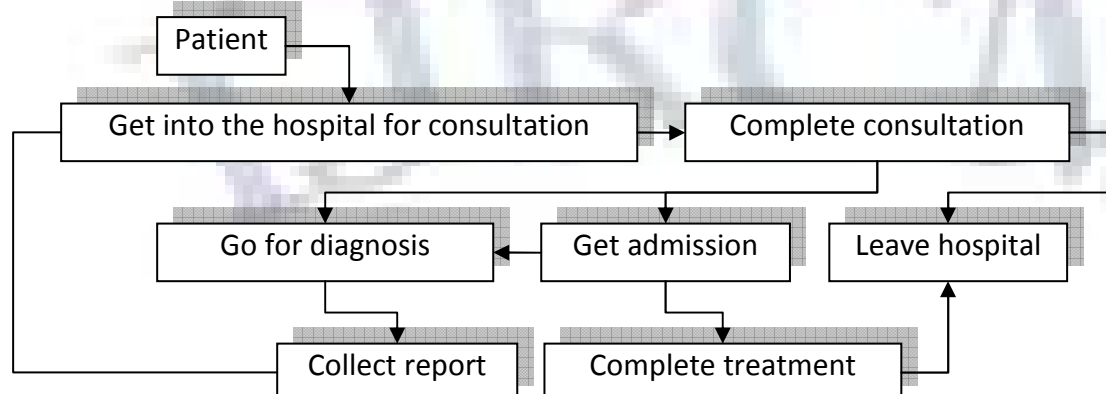 Patient
Get into the hospital for consultation
Complete consultation
Go for diagnosis
Get admission
Leave hospital
Collect report
Complete treatment